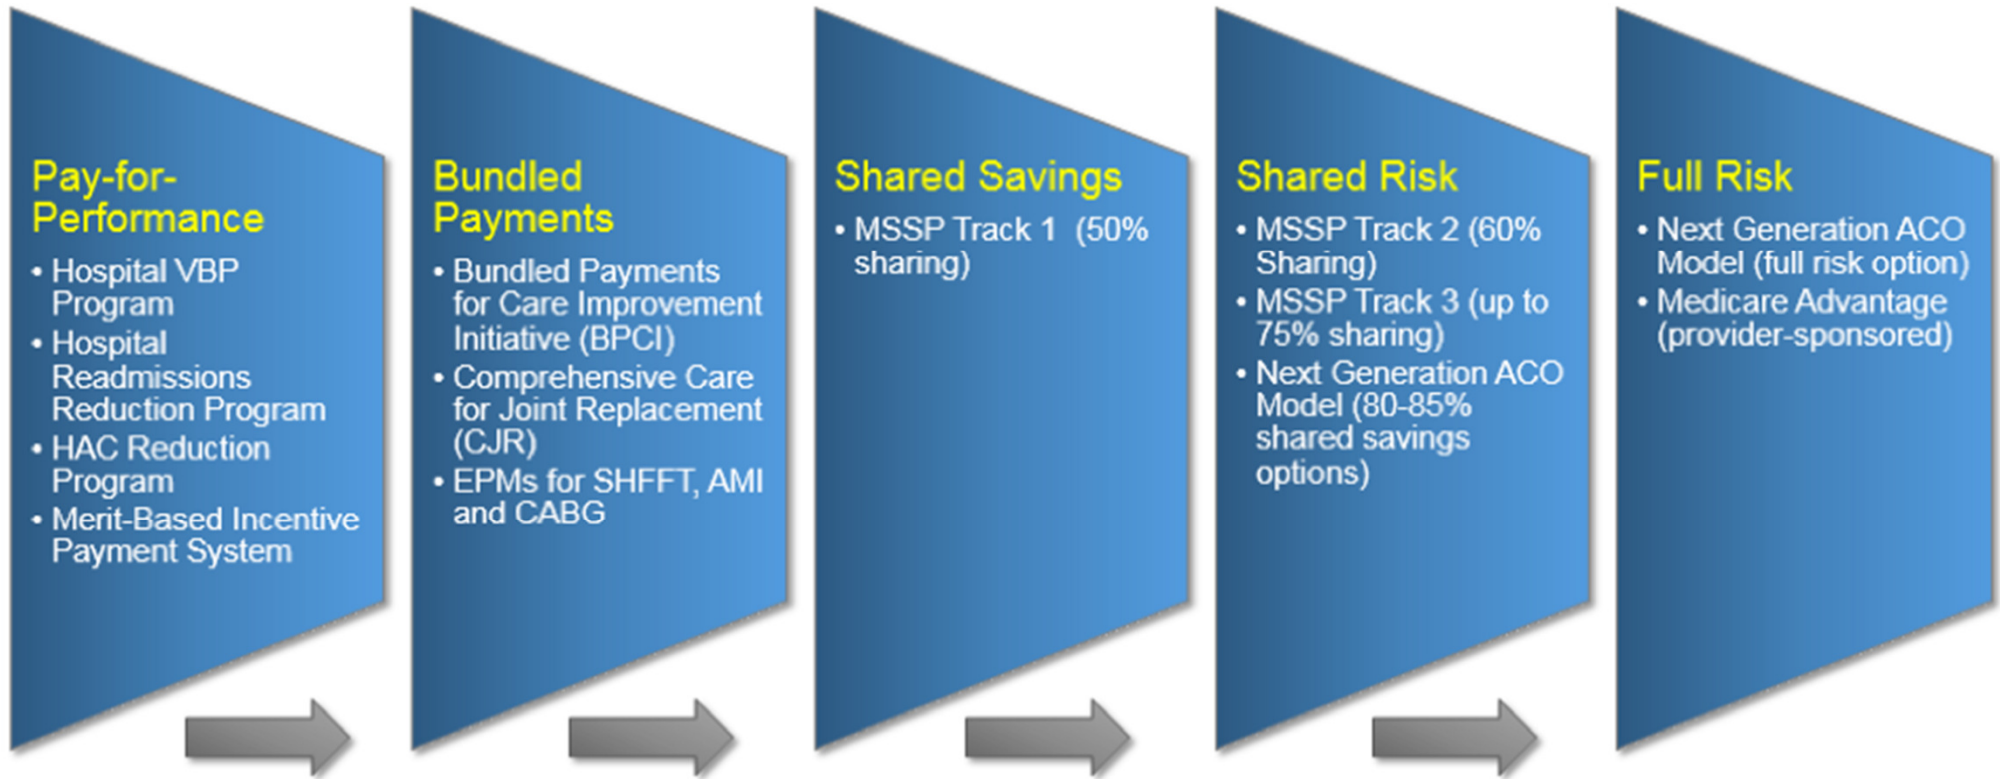 Pay-for-
Performance
• Hospital VBP
Program
• Hospital
Readmissions
Reduction Program
• HAC Reduction
Program
• Merit-Based Incentive
Payment System
Bundled
Payments
• Bundled Payments
for Care Improvement
Initiative (BPCI)
• Comprehensive Care
for Joint Replacement
(CJR)
• EPMs for SHFFT, AMI
and CABG
Shared Savings
• MSSP Track 1 (50%
sharing)
Shared Risk
• MSSP Track 2 (60%
Sharing)
• MSSP Track 3 (up to
75% sharing)
• Next Generation ACO
Model (80-85%
shared savings
options)
Full Risk
• Next Generation ACO
Model (full risk option)
• Medicare Advantage
(provider-sponsored)